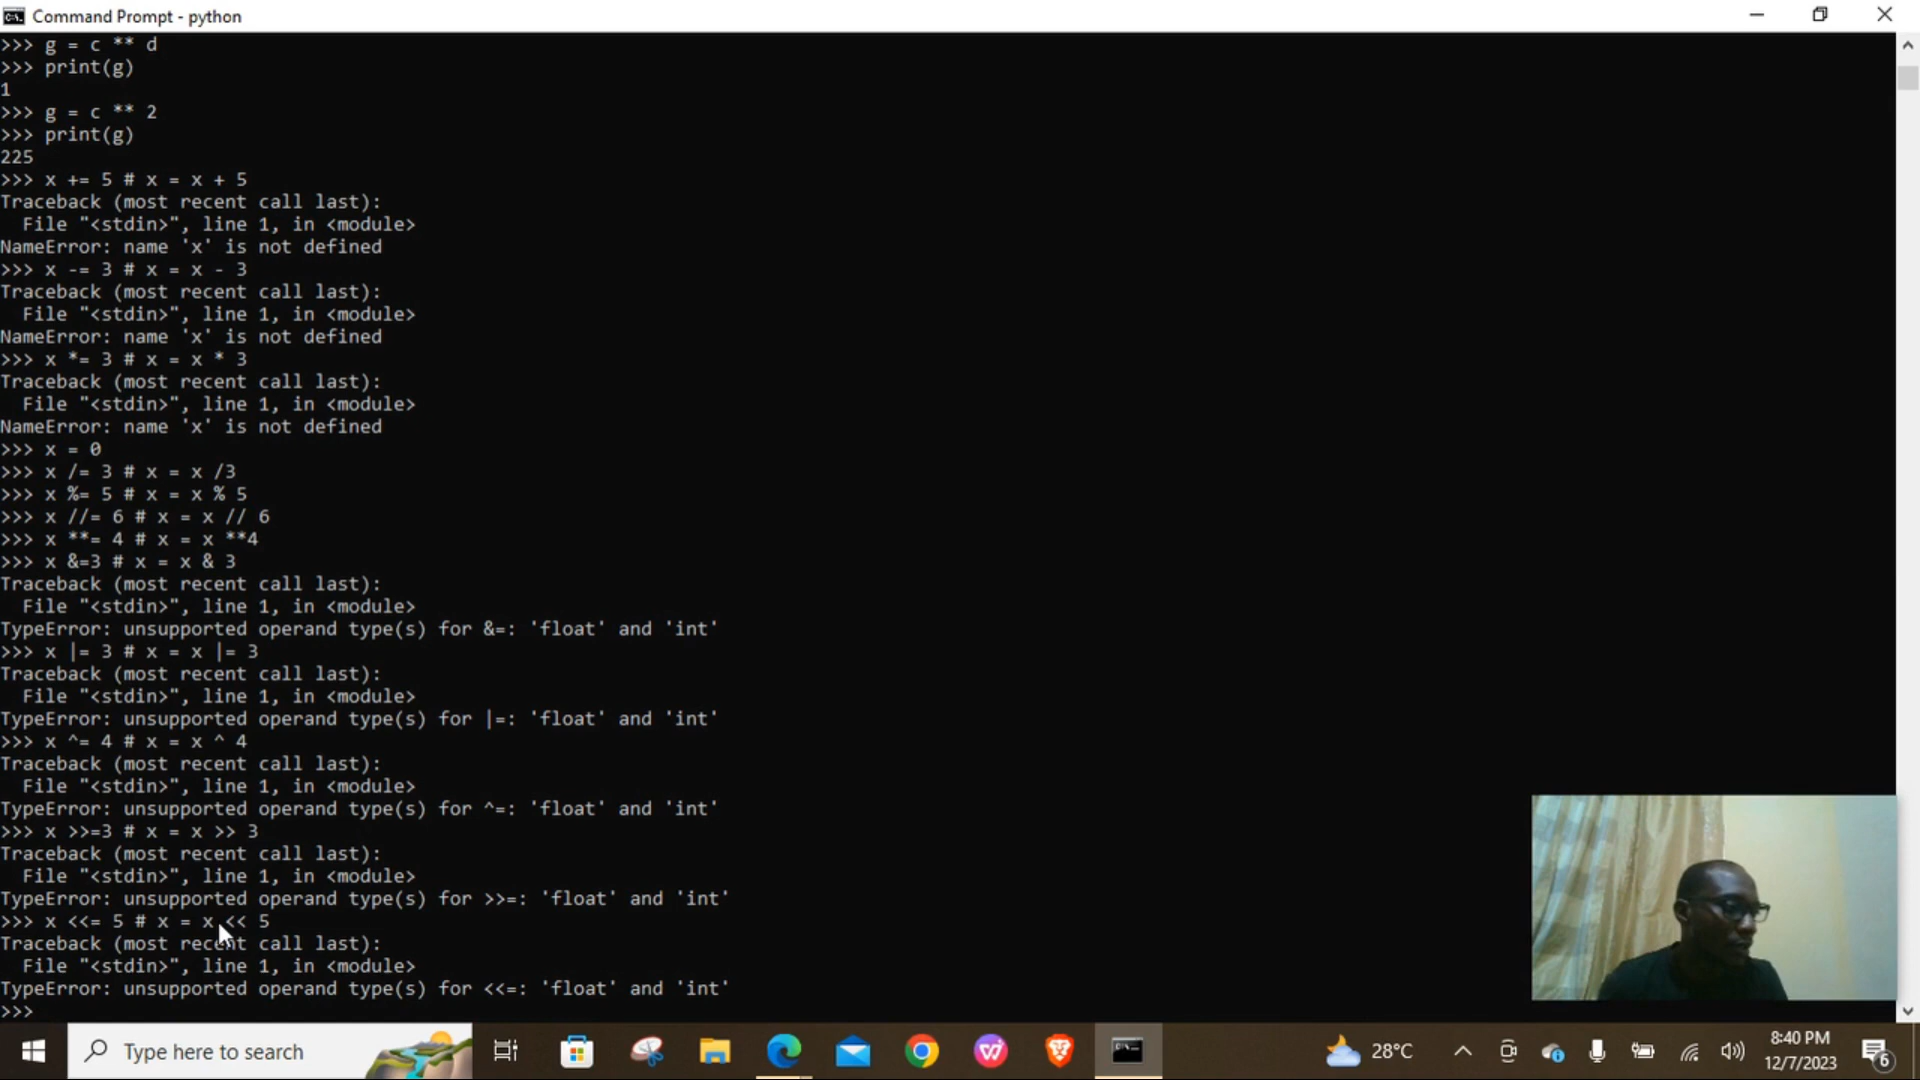 Command Prompt - python
>>> g = c ** d
>>> print(g)
1
>>> g = c ** 2
>>> print(g)
225
>>> x += 5 # x = x + 5
Traceback (most recent call last):
  File "<stdin>", line 1, in <module>
NameError: name 'x' is not defined
>>> x -= 3 # x = x - 3
Traceback (most recent call last):
  File "<stdin>", line 1, in <module>
NameError: name 'x' is not defined
>>> x *= 3 # x = x * 3
Traceback (most recent call last):
  File "<stdin>", line 1, in <module>
NameError: name 'x' is not defined
>>> x = 0
>>> x /= 3 # x = x /3
>>> x %= 5 # x = x % 5
>>> x //= 6 # x = x // 6
>>> x **= 4 # x = x **4
>>> x &=3 # x = x & 3
Traceback (most recent call last):
  File "<stdin>", line 1, in <module>
TypeError: unsupported operand type(s) for &=: 'float' and 'int'
>>> x |= 3 # x = x |= 3
Traceback (most recent call last):
  File "<stdin>", line 1, in <module>
TypeError: unsupported operand type(s) for |=: 'float' and 'int'
>>> x ^= 4 # x = x ^ 4
Traceback (most recent call last):
  File "<stdin>", line 1, in <module>
TypeError: unsupported operand type(s) for ^=: 'float' and 'int'
>>> x >>=3 # x = x >> 3
Traceback (most recent call last):
  File "<stdin>", line 1, in <module>
TypeError: unsupported operand type(s) for >>=: 'float' and 'int'
>>> x <<= 5 # x = x << 5
Traceback (most recent call last):
  File "<stdin>", line 1, in <module>
TypeError: unsupported operand type(s) for <<=: 'float' and 'int'
>>>
Type here to search
28°C
8:40 PM
12/7/2023
6